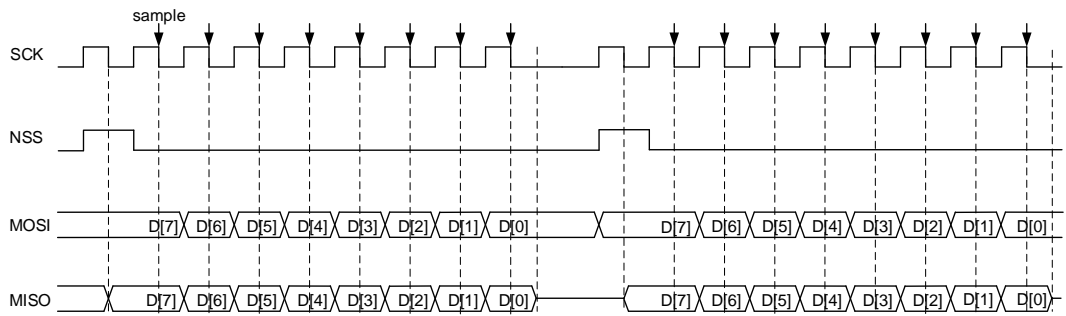 sample
SCK
NSS
MOSI D[7] D[6] D[5] D[4] D[3] D[2] D[1] D[0] D[7] D[6] D[5] D[4] D[3] D[2] D[1] D[0]
MISO D[7] D[6] D[5] D[4] D[3] D[2] D[1] D[0] D[7] D[6] D[5] D[4] D[3] D[2] D[1] D[0]